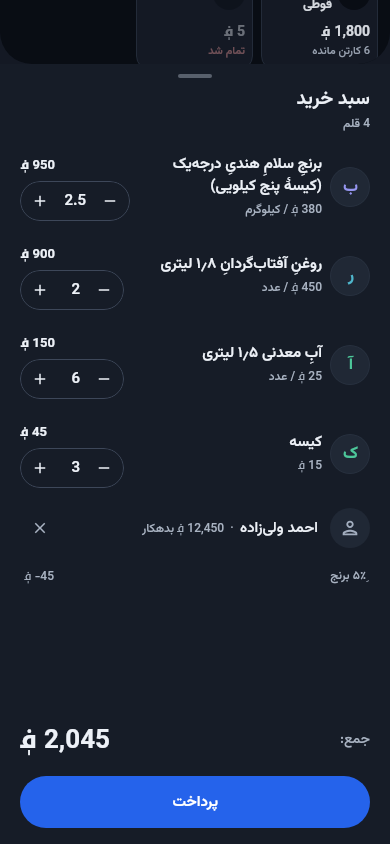 قوطی
1,800 ؋
6 کارتن مانده
5 ؋
تمام شد
سبد خرید
4 قلم
ب
برنجِ سلامِ هندیِ درجه‌یک
(کیسهٔ پنج کیلویی)
380 ؋ / کیلوگرم
950 ؋
+ 2.5 −
ر
روغنِ آفتاب‌گردانِ ۱٫۸ لیتری
450 ؋ / عدد
900 ؋
+ 2 −
آ
آبِ معدنی ۱٫۵ لیتری
25 ؋ / عدد
150 ؋
+ 6 −
ک
کیسه
15 ؋
45 ؋
+ 3 −
احمد ولی‌زاده · 12,450 ؋ بدهکار
۵٪ برنج
−45 ؋
جمع:
2,045 ؋
پرداخت